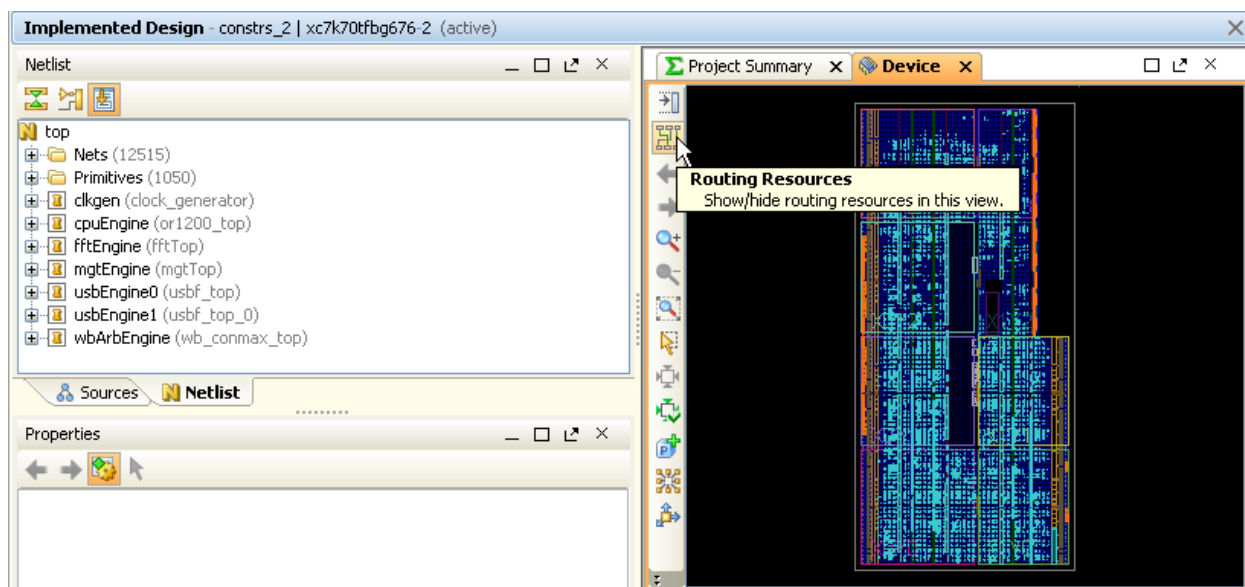 Implemented Design - constrs_2 | xc7k70tfbg676-2 (active)
Netlist
top
Nets (12515)
Primitives (1050)
clkgen (clock_generator)
cpuEngine (or1200_top)
fftEngine (fftTop)
mgtEngine (mgtTop)
usbEngine0 (usbf_top)
usbEngine1 (usbf_top_0)
wbArbEngine (wb_conmax_top)
Sources
Netlist
Properties
Project Summary
Device
Routing Resources
Show/hide routing resources in this view.